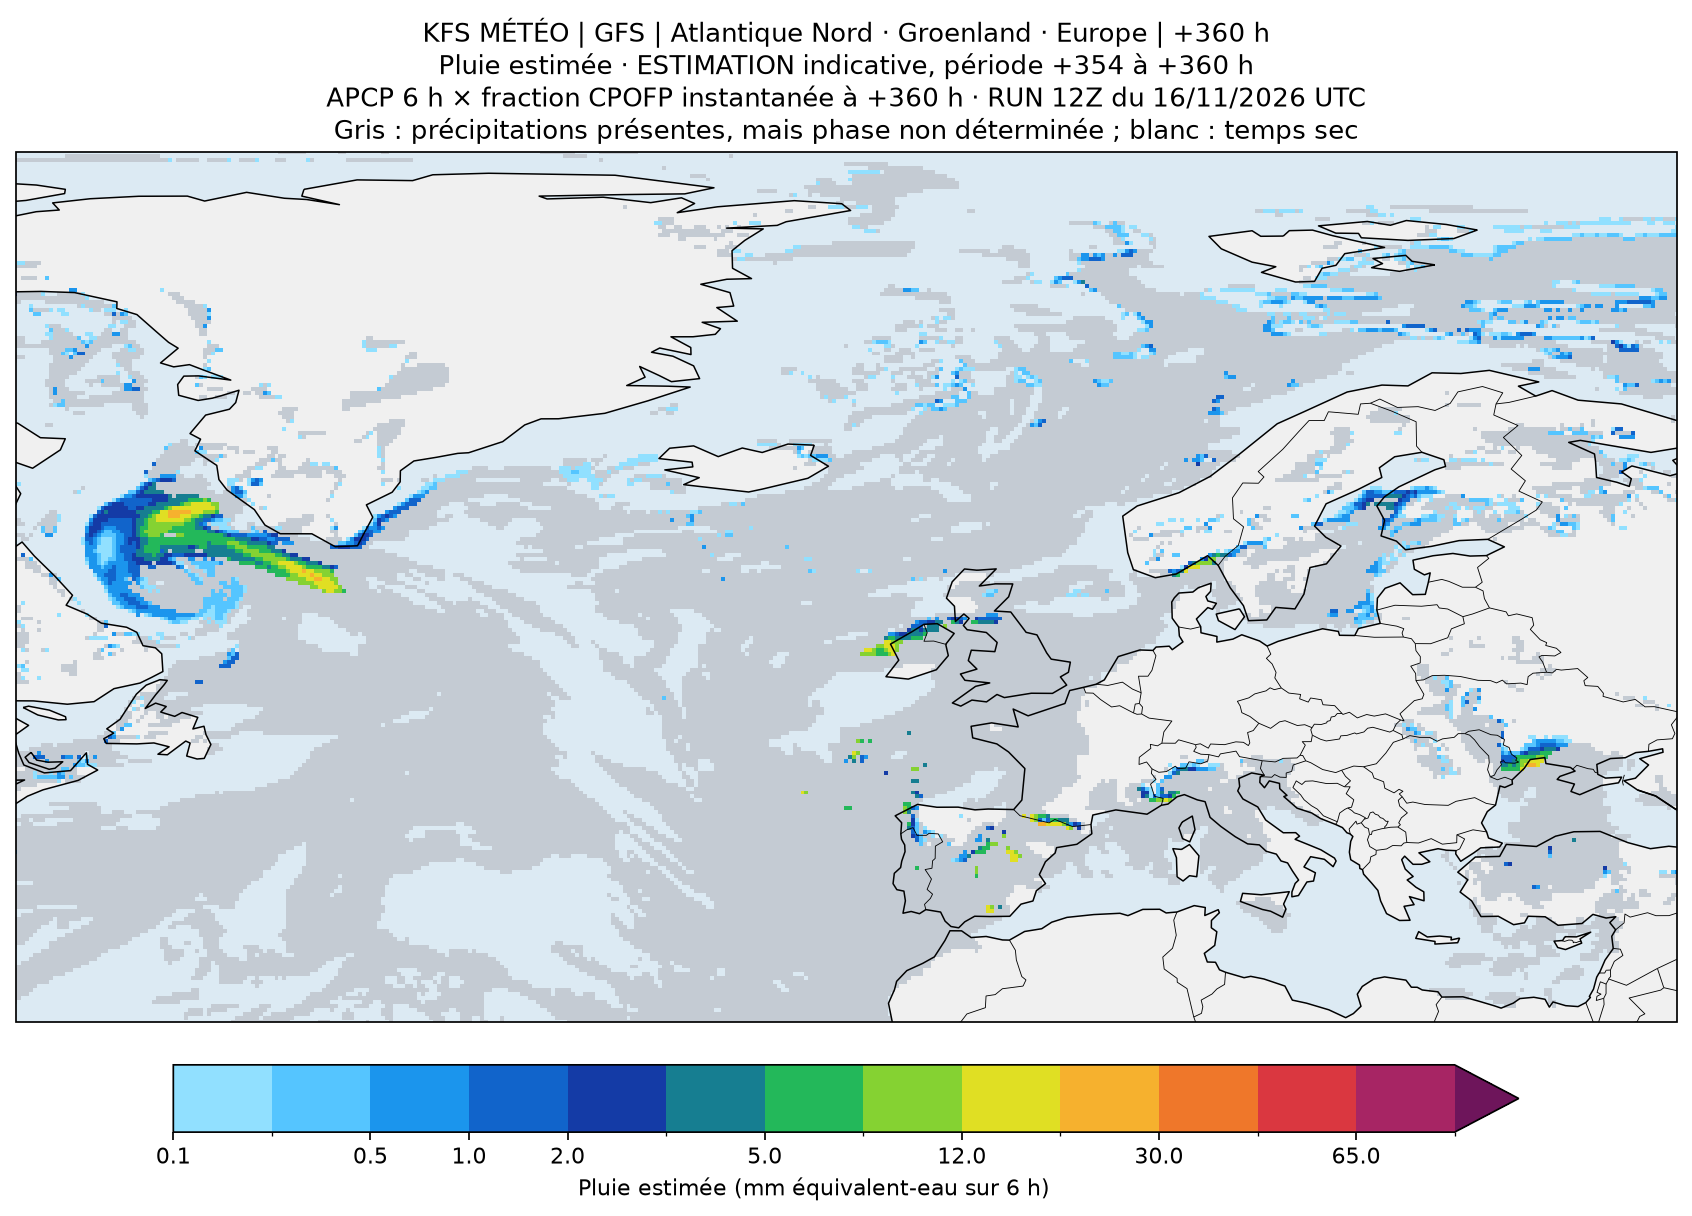 KFS MÉTÉO | GFS | Atlantique Nord · Groenland · Europe | +360 h
Pluie estimée · ESTIMATION indicative, période +354 à +360 h
APCP 6 h × fraction CPOFP instantanée à +360 h · RUN 12Z du 16/11/2026 UTC
Gris : précipitations présentes, mais phase non déterminée ; blanc : temps sec
0.1 0.5 1.0 2.0 5.0 12.0 30.0 65.0
Pluie estimée (mm équivalent-eau sur 6 h)